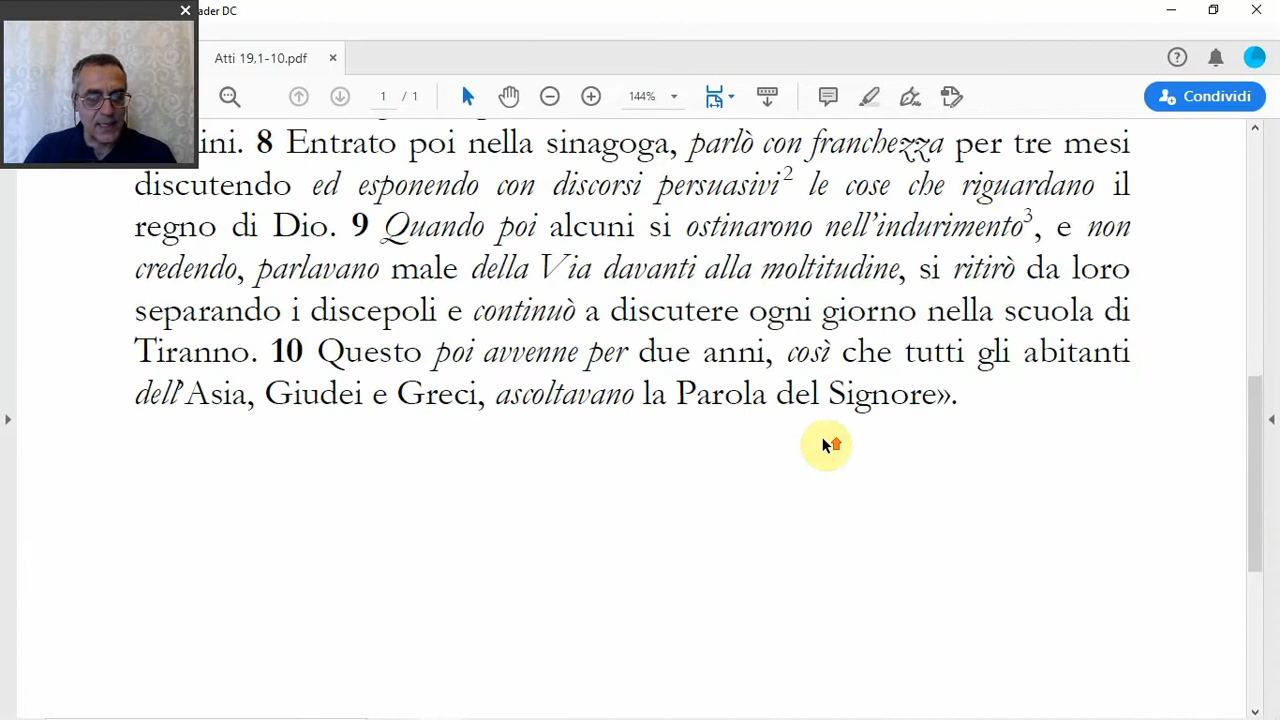 ader DC
Atti 19,1-10.pdf
1 / 1
144%
Condividi
ini. 8 Entrato poi nella sinagoga, parlò con franchezza per tre mesi
discutendo ed esponendo con discorsi persuasivi2 le cose che riguardano il
regno di Dio. 9 Quando poi alcuni si ostinarono nell'indurimento3, e non
credendo, parlavano male della Via davanti alla moltitudine, si ritirò da loro
separando i discepoli e continuò a discutere ogni giorno nella scuola di
Tiranno. 10 Questo poi avvenne per due anni, così che tutti gli abitanti
dell'Asia, Giudei e Greci, ascoltavano la Parola del Signore».